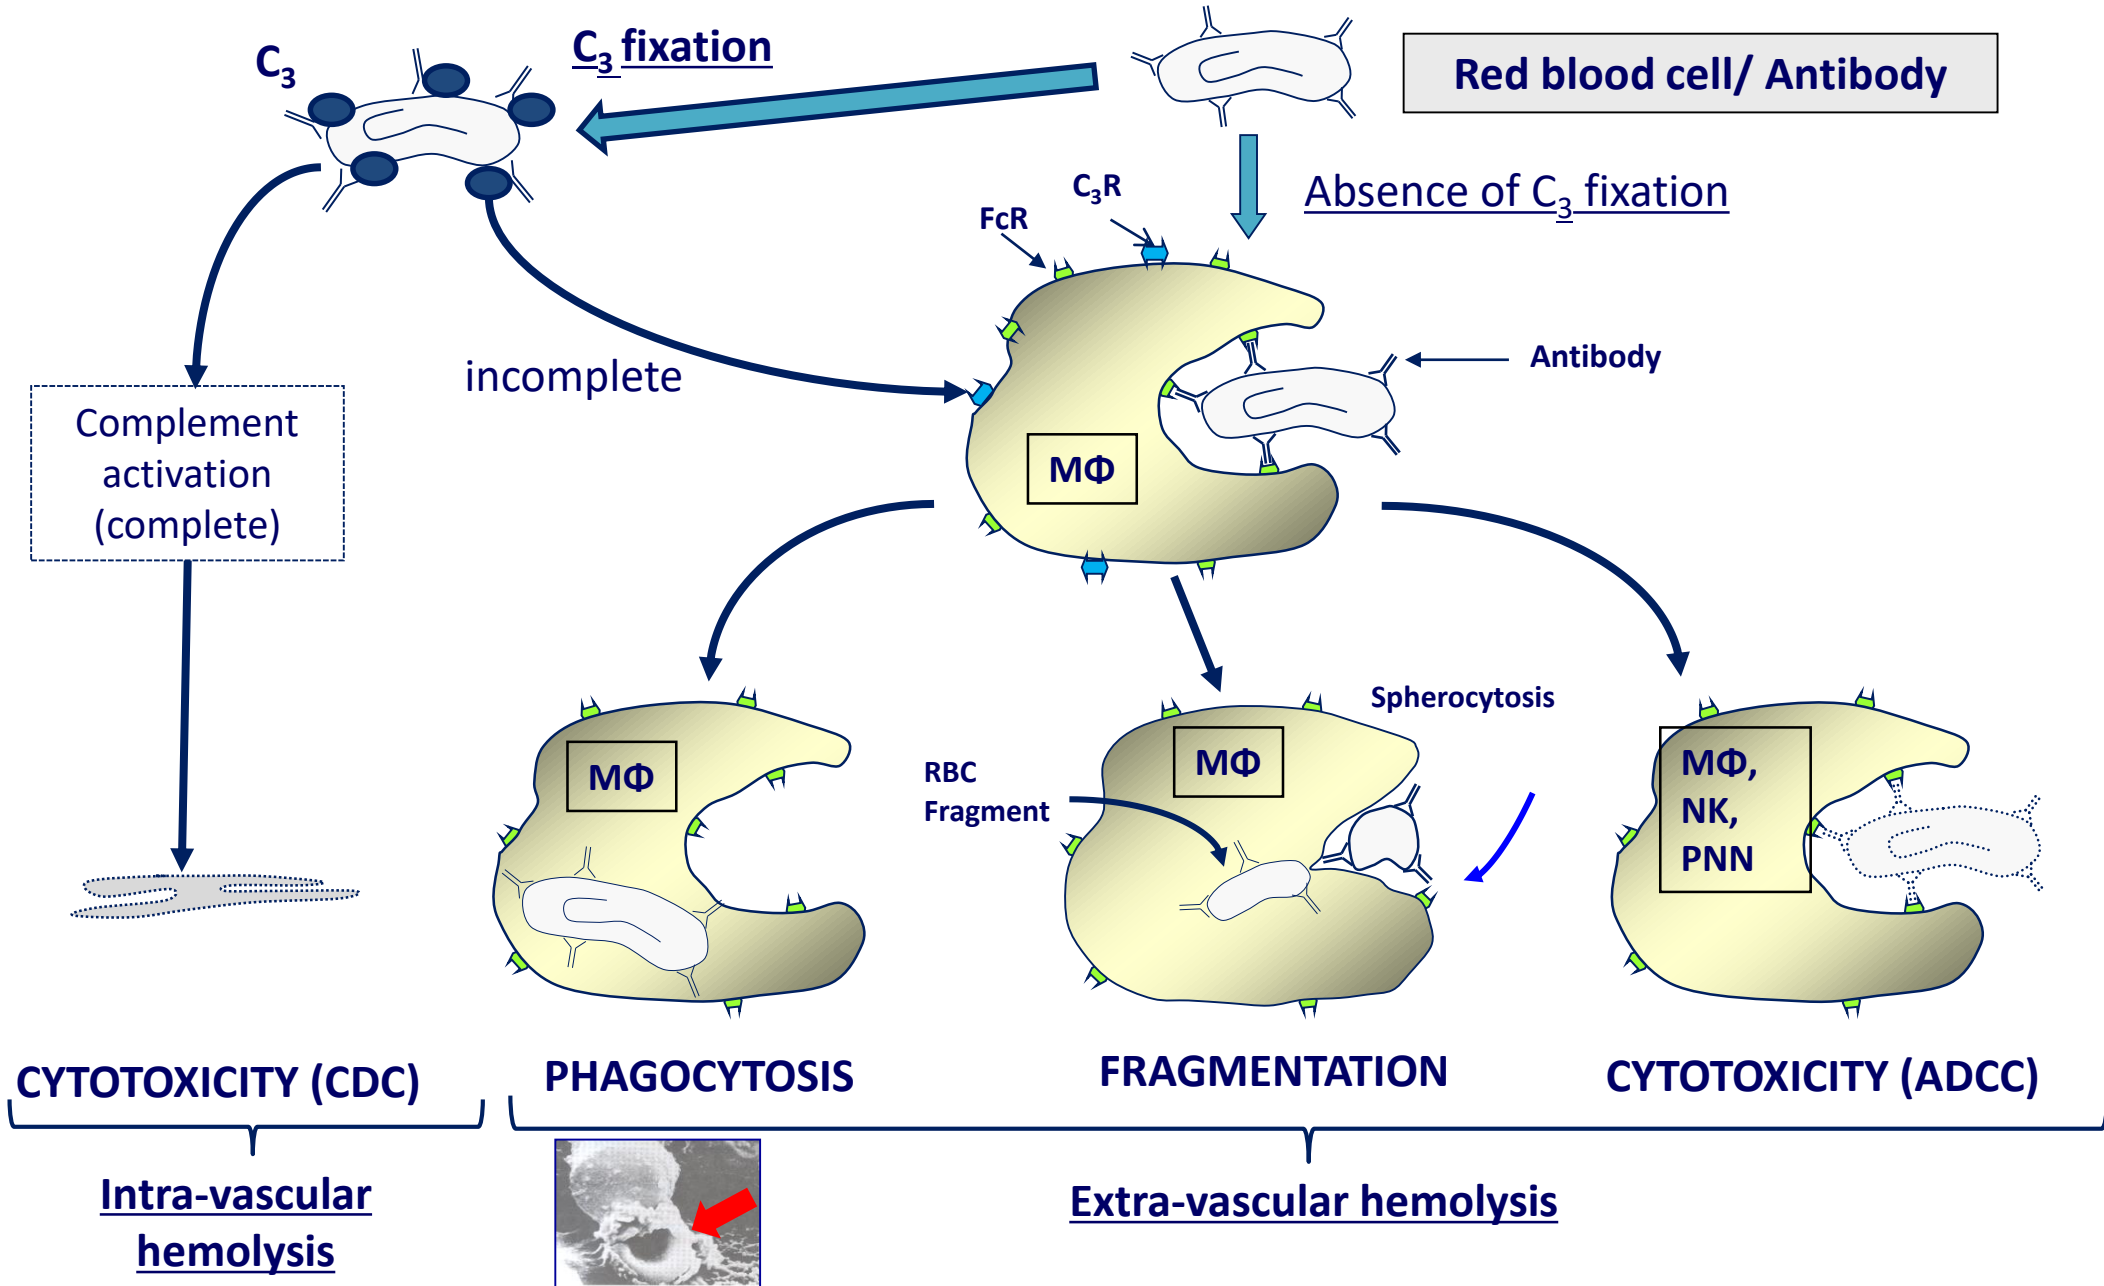 C3
C3 fixation
Red blood cell/ Antibody
Absence of C3 fixation
C3R
FcR
incomplete
Antibody
Complement
activation
(complete)
MΦ
MΦ
MΦ
Spherocytosis
RBC
Fragment
MΦ,
NK,
PNN
CYTOTOXICITY (CDC)
PHAGOCYTOSIS
FRAGMENTATION
CYTOTOXICITY (ADCC)
Intra-vascular
hemolysis
Extra-vascular hemolysis